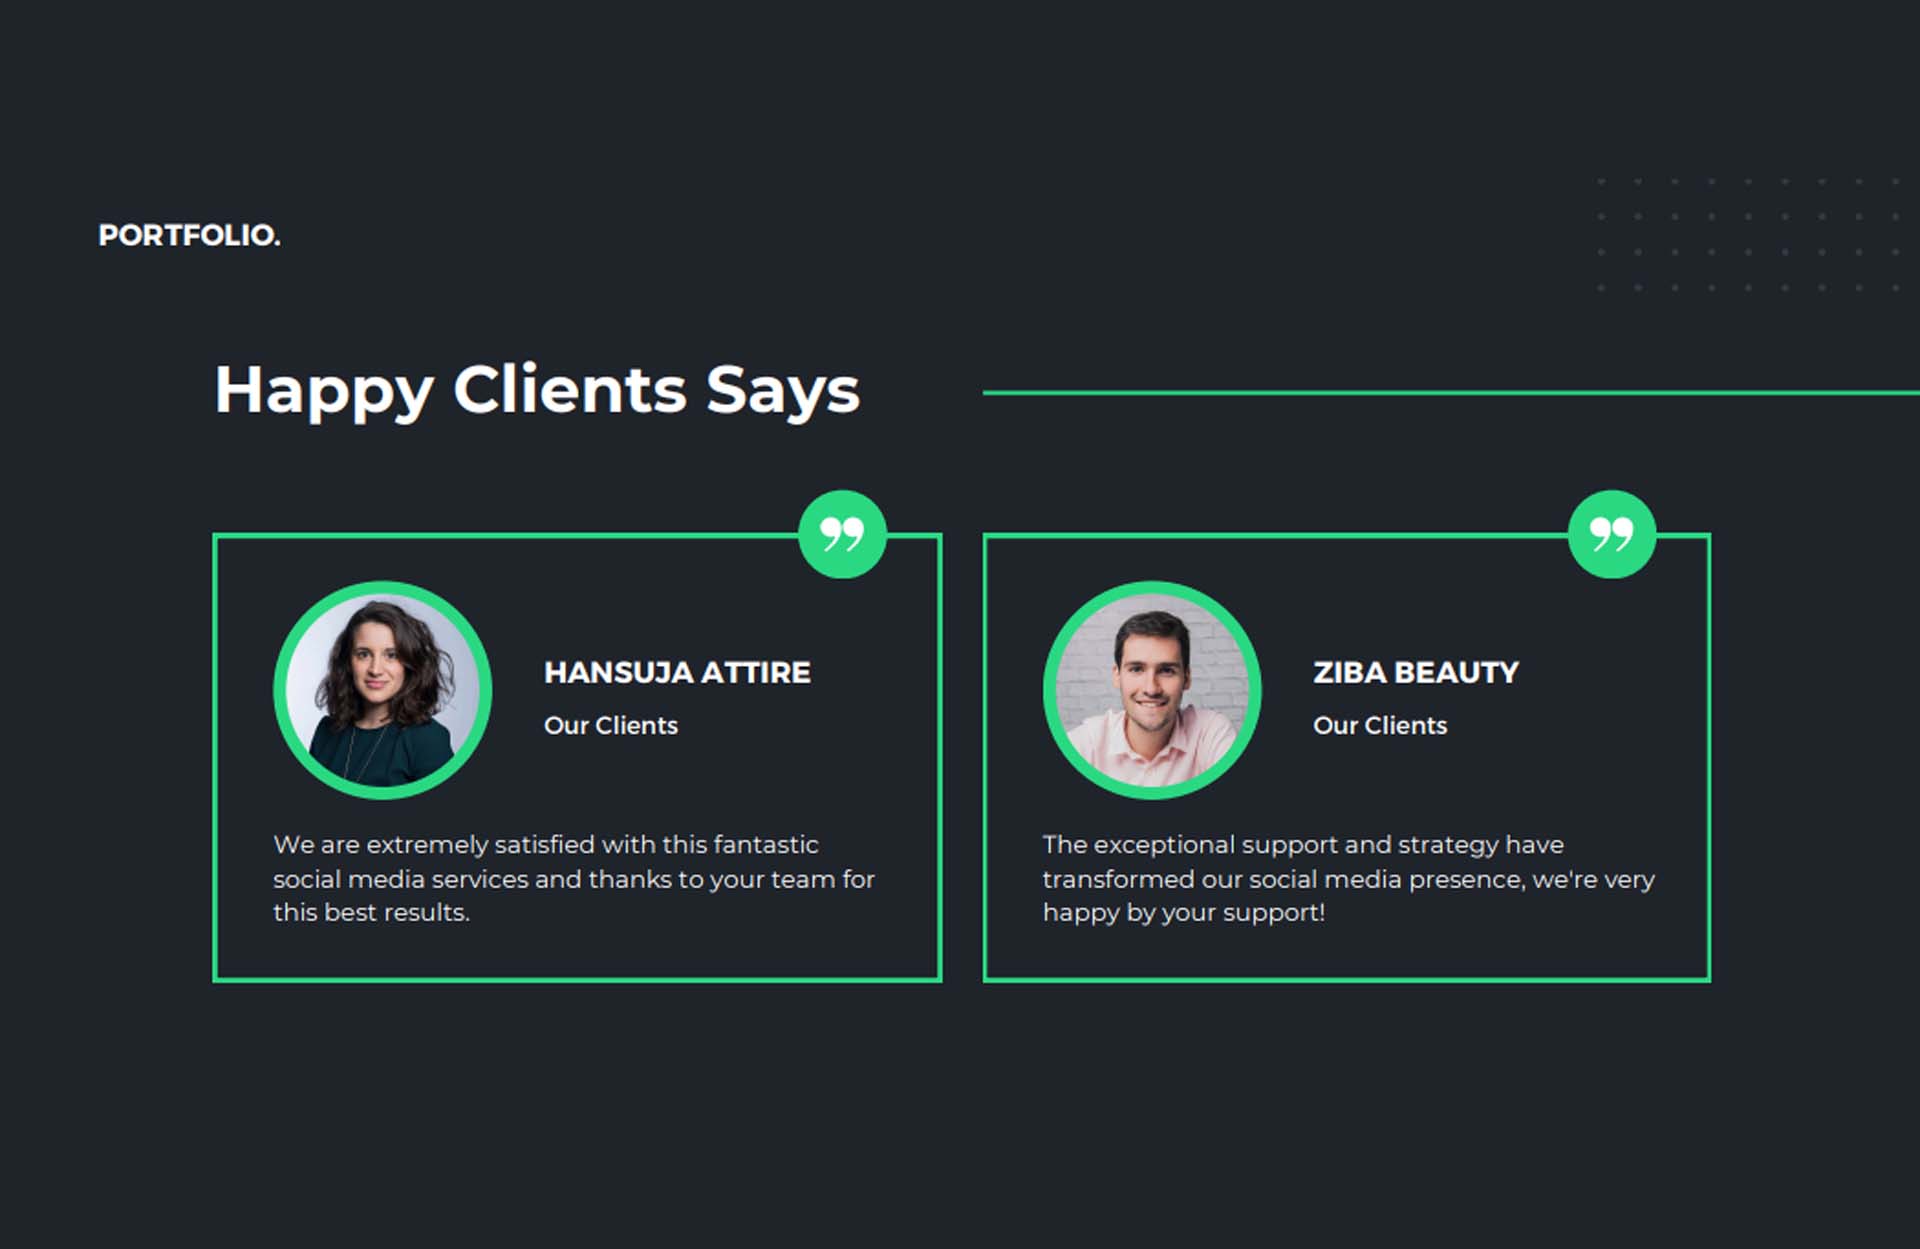 PORTFOLIO.
Happy Clients Says
HANSUJA ATTIRE
Our Clients
We are extremely satisfied with this fantastic
social media services and thanks to your team for
this best results.
ZIBA BEAUTY
Our Clients
The exceptional support and strategy have
transformed our social media presence, we're very
happy by your support!